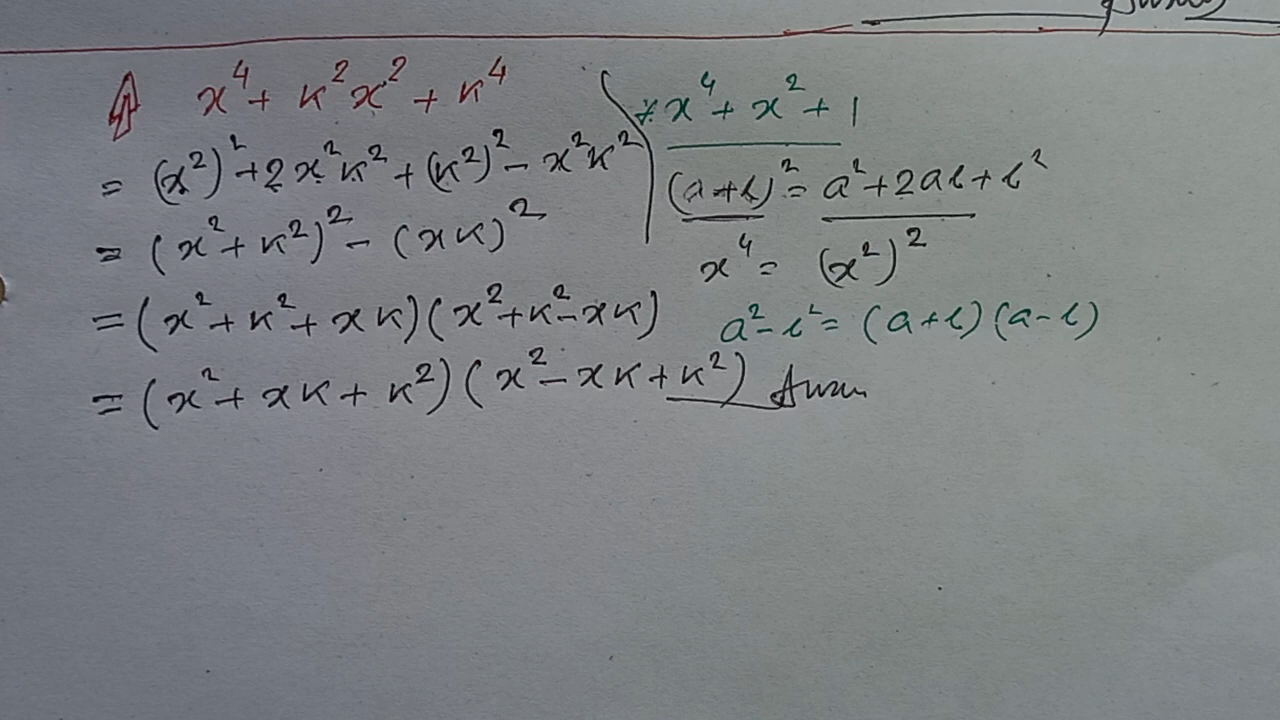 x⁴ + k²x² + k⁴
= (x²)² + 2x²k² + (k²)² - x²k²
= (x² + k²)² - (xk)²
= (x² + k² + xk)(x² + k² - xk)
= (x² + xk + k²)(x² - xk + k²)
* x⁴ + x² + 1
(a+b)² = a² + 2ab + b²
x⁴ = (x²)²
a² - b² = (a+b)(a-b)